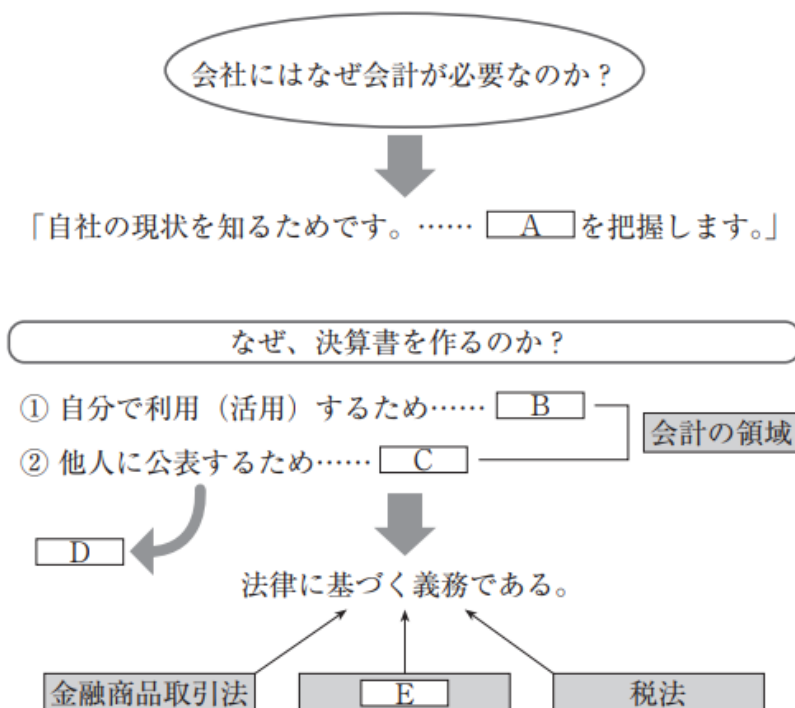 会社にはなぜ会計が必要なのか？
「自社の現状を知るためです。…… A を把握します。」
なぜ、決算書を作るのか？
① 自分で利用（活用）するため…… B
会計の領域
② 他人に公表するため…… C
D
法律に基づく義務である。
金融商品取引法 E 税法